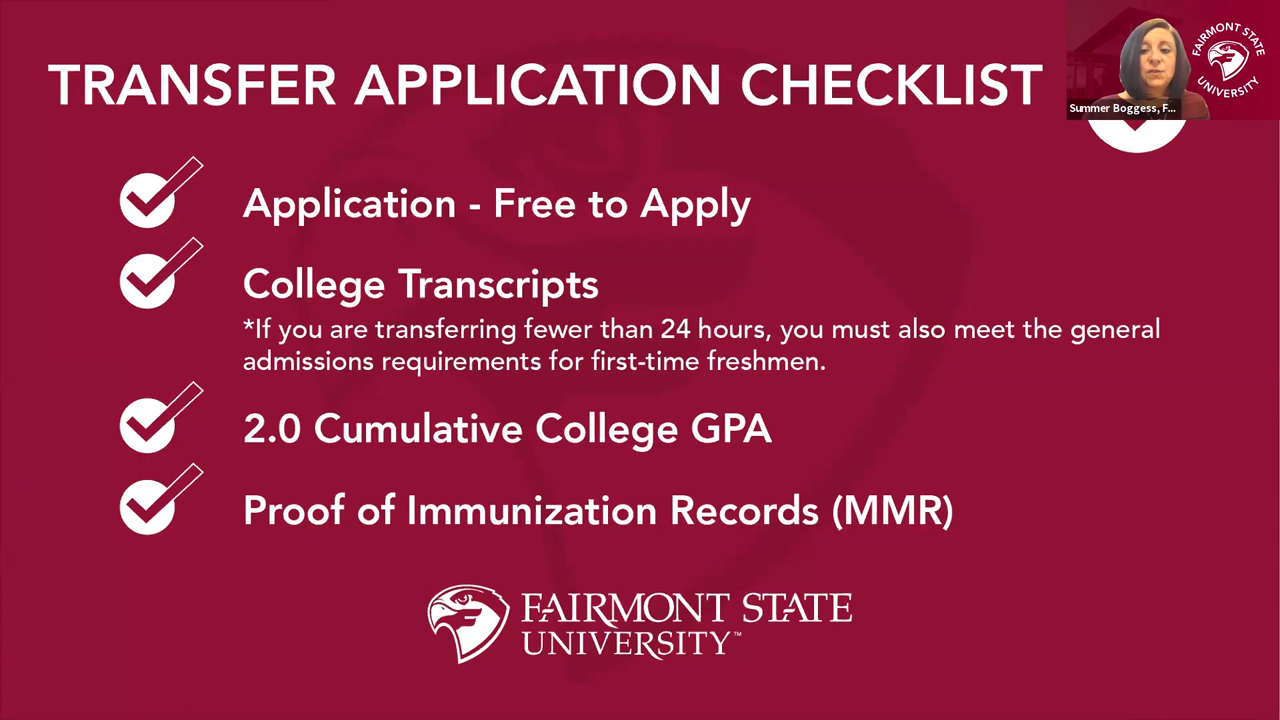 TRANSFER APPLICATION CHECKLIST
FAIRMONT STATE
UNIVERSITY
Summer Boggess, F...
Application - Free to Apply
College Transcripts
*If you are transferring fewer than 24 hours, you must also meet the general
admissions requirements for first-time freshmen.
2.0 Cumulative College GPA
Proof of Immunization Records (MMR)
FAIRMONT STATE
UNIVERSITY™